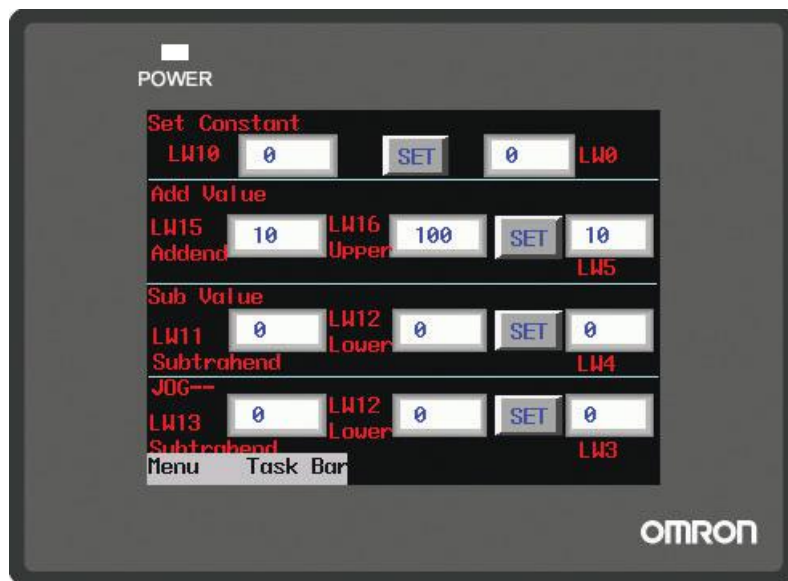 POWER
Set Constant
LW10 0 SET 0 LW0
Add Value
LW15 Addend 10 LW16 Upper 100 SET 10 LW5
Sub Value
LW11 Subtrahend 0 LW12 Lower 0 SET 0 LW4
JOG--
LW13 Subtrahend 0 LW12 Lower 0 SET 0 LW3
Menu Task Bar
OMRON